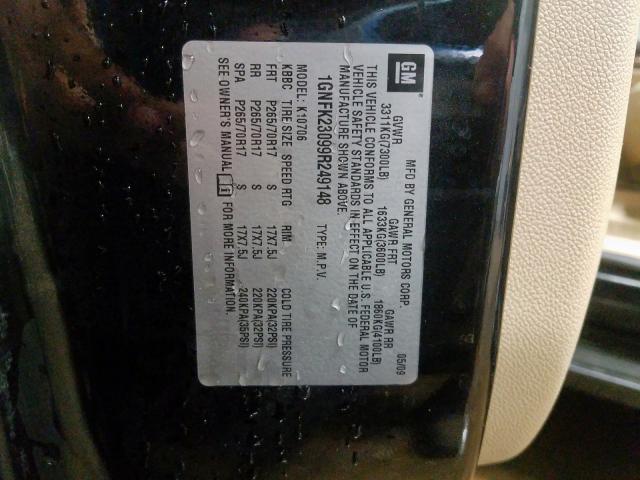 GM
MFD BY GENERAL MOTORS CORP. 05/09
GVWR GAWR FRT GAWR RR
3311KG(7300LB) 1633KG(3600LB) 1860KG(4100LB)
THIS VEHICLE CONFORMS TO ALL APPLICABLE U.S. FEDERAL MOTOR
VEHICLE SAFETY STANDARDS IN EFFECT ON THE DATE OF
MANUFACTURE SHOWN ABOVE.
1GNFK23099R249148 TYPE: M.P.V.
MODEL: K10706
KBBC TIRE SIZE SPEED RTG RIM COLD TIRE PRESSURE
FRT P265/70R17 S 17X7.5J 220KPA(32PSI)
RR P265/70R17 S 17X7.5J 220KPA(32PSI)
SPA P265/70R17 S 17X7.5J 240KPA(35PSI)
SEE OWNER'S MANUAL FOR MORE INFORMATION.